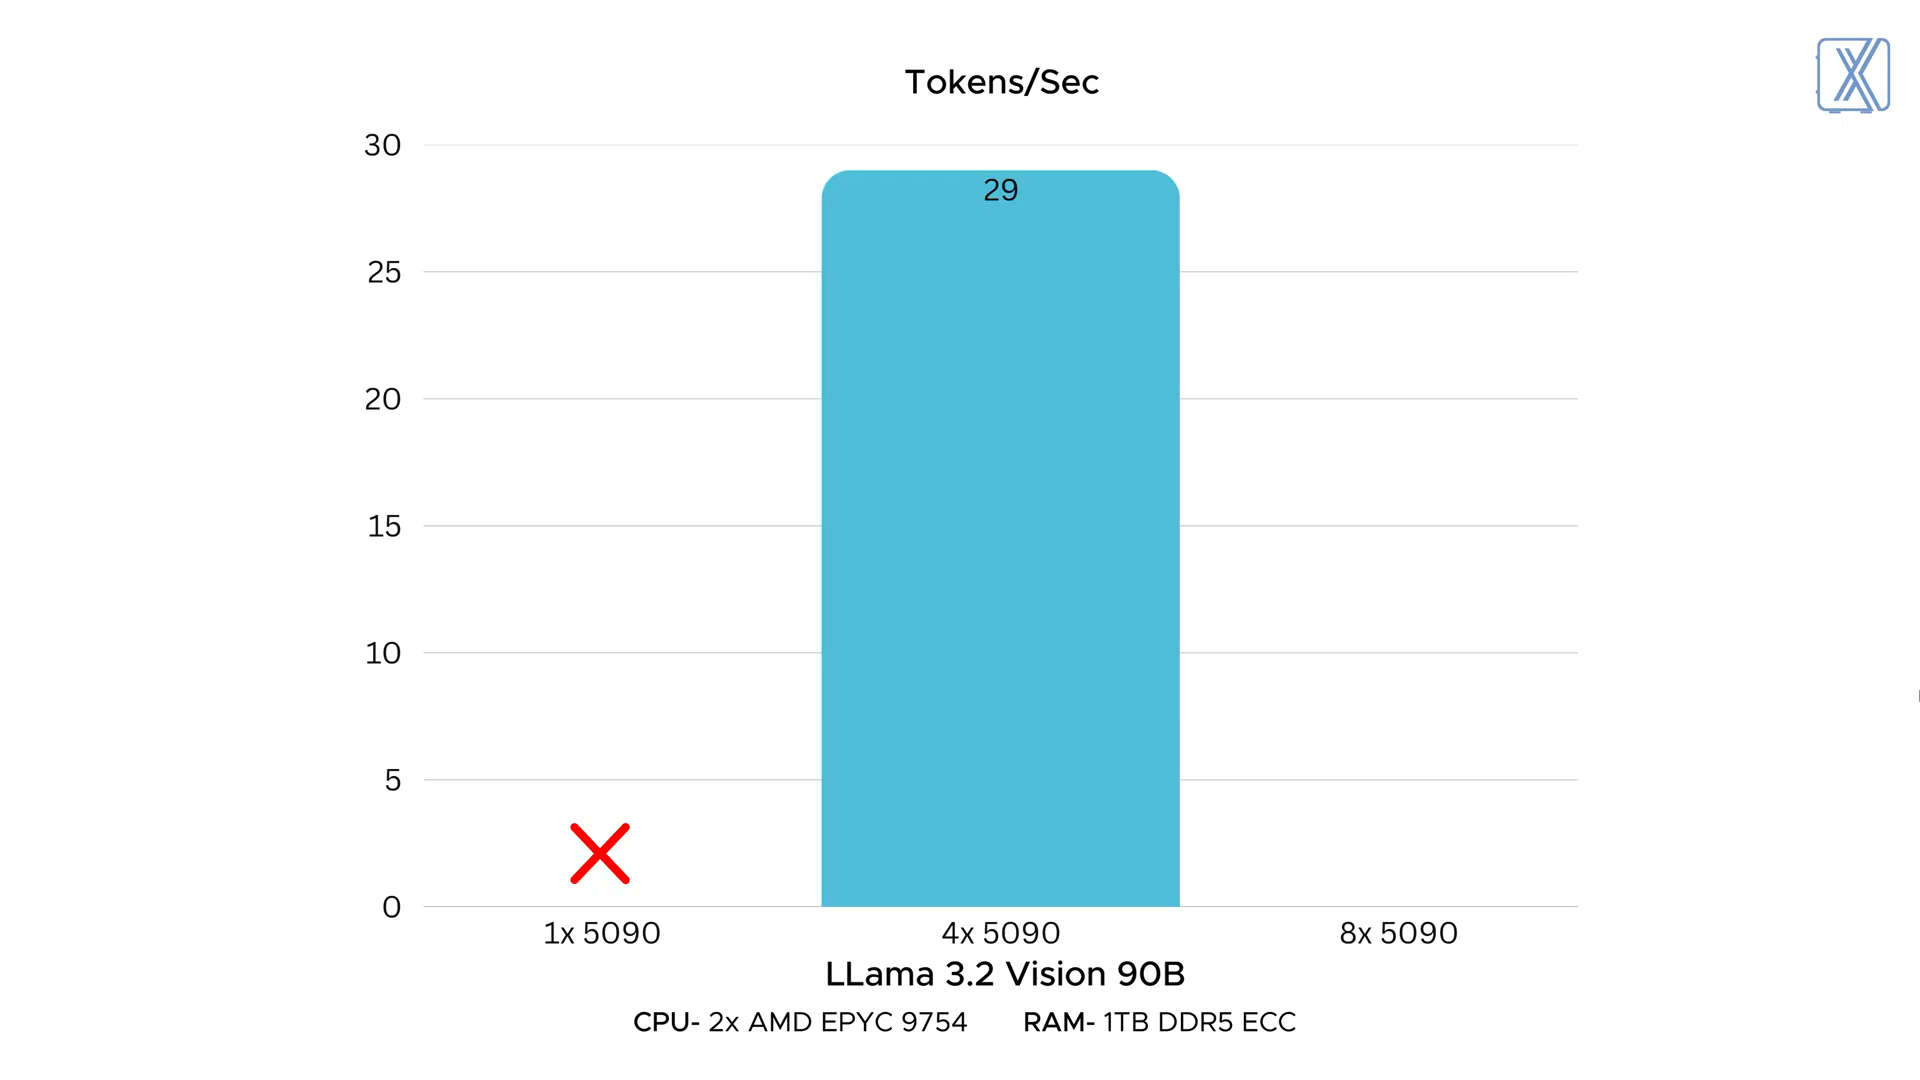 Tokens/Sec
30
29
25
20
15
10
5
0
1x 5090
4x 5090
8x 5090
LLama 3.2 Vision 90B
CPU- 2x AMD EPYC 9754
RAM- 1TB DDR5 ECC